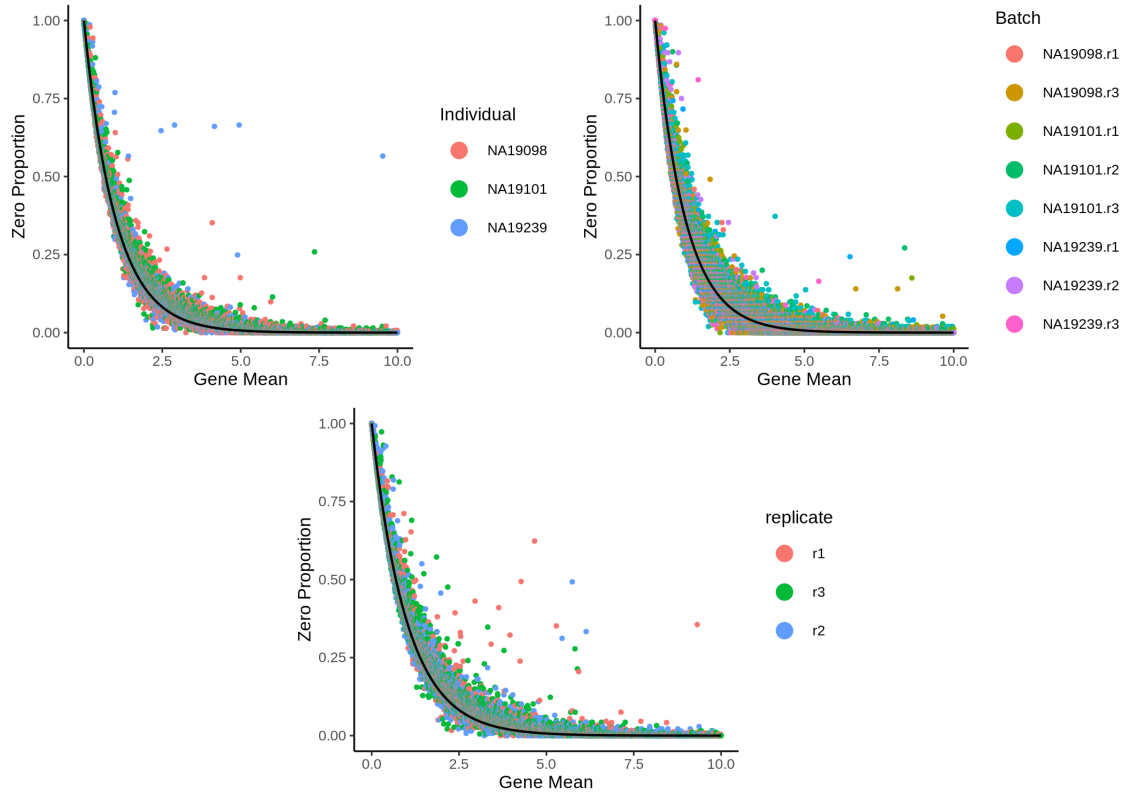 1.00
0.75
0.50
0.25
0.00
Zero Proportion
0.0 2.5 5.0 7.5 10.0
Gene Mean
Individual
NA19098
NA19101
NA19239
1.00
0.75
0.50
0.25
0.00
Zero Proportion
0.0 2.5 5.0 7.5 10.0
Gene Mean
Batch
NA19098.r1
NA19098.r3
NA19101.r1
NA19101.r2
NA19101.r3
NA19239.r1
NA19239.r2
NA19239.r3
1.00
0.75
0.50
0.25
0.00
Zero Proportion
0.0 2.5 5.0 7.5 10.0
Gene Mean
replicate
r1
r3
r2